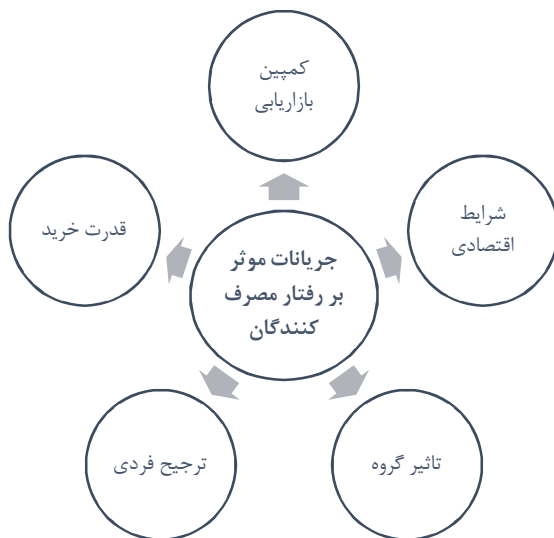 کمپین
بازاریابی
شرایط
اقتصادی
قدرت خرید
جریانات موثر
بر رفتار مصرف
کنندگان
تاثیر گروه
ترجیح فردی